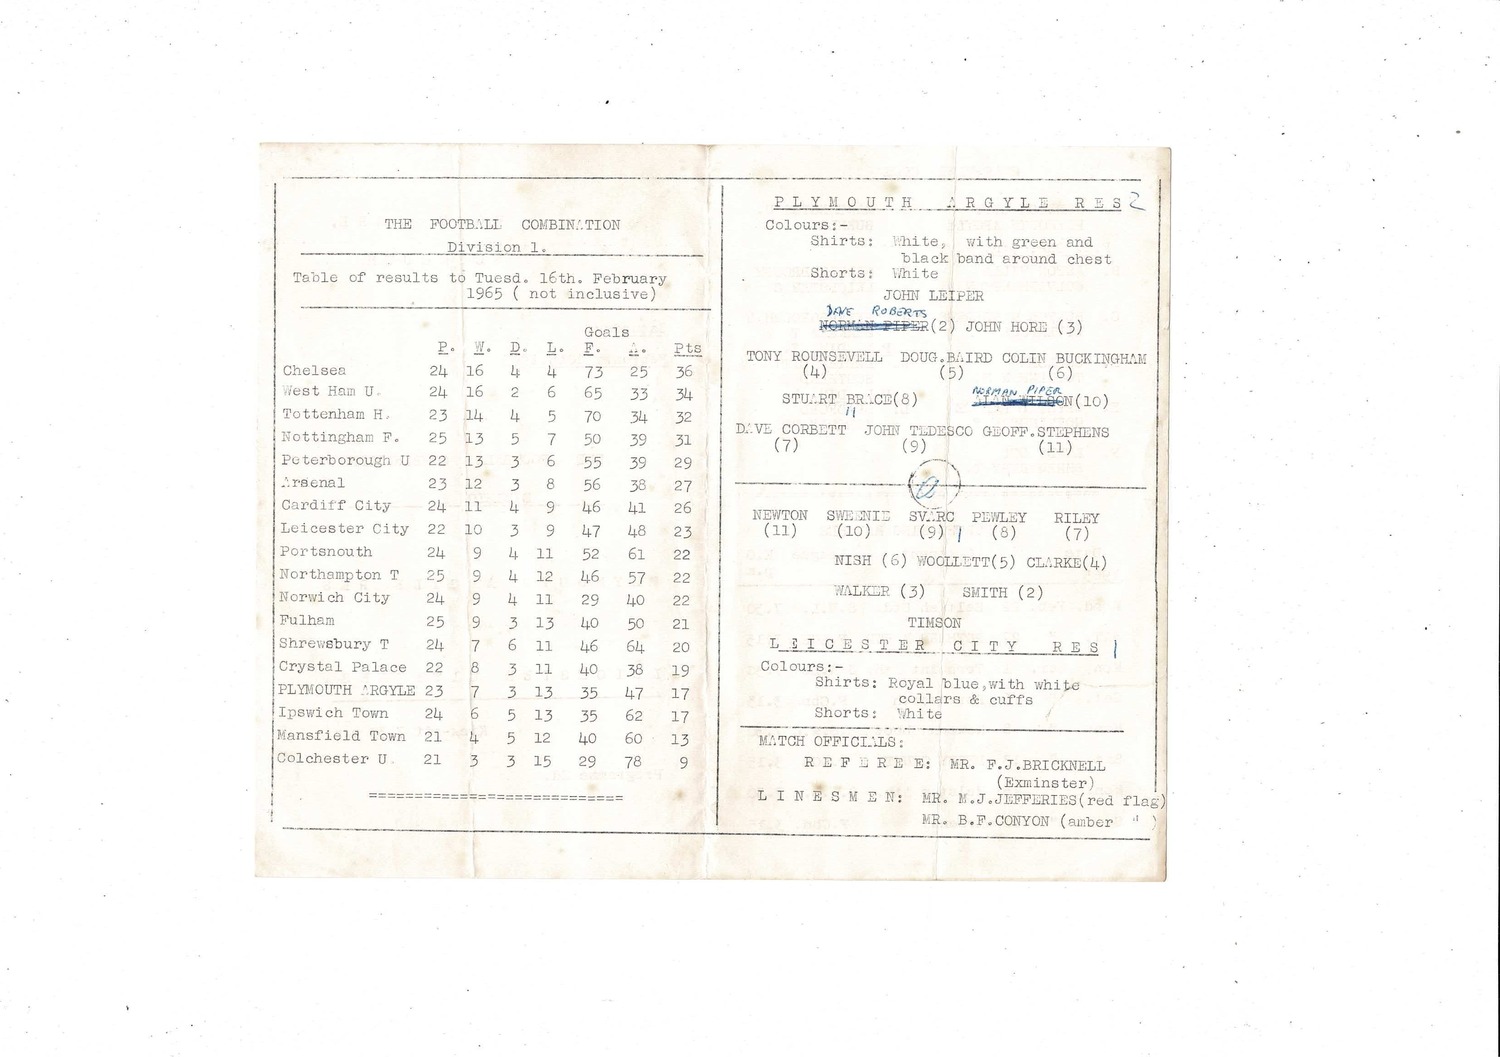 THE FOOTBALL COMBINATION
Division 1.
Table of results to Tuesd. 16th. February
1965 ( not inclusive)
Goals
P. W. D. L. F. A. Pts
Chelsea 24 16 4 4 73 25 36
West Ham U. 24 16 2 6 65 33 34
Tottenham H. 23 14 4 5 70 34 32
Nottingham F. 25 13 5 7 50 39 31
Peterborough U 22 13 3 6 55 39 29
Arsenal 23 12 3 8 56 38 27
Cardiff City 24 11 4 9 46 41 26
Leicester City 22 10 3 9 47 48 23
Portsmouth 24 9 4 11 52 61 22
Northampton T 25 9 4 12 46 57 22
Norwich City 24 9 4 11 29 40 22
Fulham 25 9 3 13 40 50 21
Shrewsbury T 24 7 6 11 46 64 20
Crystal Palace 22 8 3 11 40 38 19
PLYMOUTH ARGYLE 23 7 3 13 35 47 17
Ipswich Town 24 6 5 13 35 62 17
Mansfield Town 21 4 5 12 40 60 13
Colchester U. 21 3 3 15 29 78 9
============================
PLYMOUTH ARGYLE RES 2
Colours:-
Shirts: White, with green and
black band around chest
Shorts: White
JOHN LEIPER
DAVE ROBERTS
NORMAN PIPER(2) JOHN HORE (3)
TONY ROUNSEVELL DOUG.BAIRD COLIN BUCKINGHAM
(4) (5) (6)
NORMAN PIPER
STUART BRACE(8) ALAN WILSON(10)
11
DAVE CORBETT JOHN TEDESCO GEOFF.STEPHENS
(7) (9) (11)
NEWTON SWEENIE SVARC PEWLEY RILEY
(11) (10) (9) 1 (8) (7)
NISH (6) WOOLLETT(5) CLARKE(4)
WALKER (3) SMITH (2)
TIMSON
LEICESTER CITY RES 1
Colours:-
Shirts: Royal blue,with white
collars & cuffs
Shorts: White
MATCH OFFICIALS:
REFEREE: MR. F.J.BRICKNELL
(Exminster)
LINESMEN: MR. M.J.JEFFERIES(red flag)
MR. B.F.CONYON (amber " )